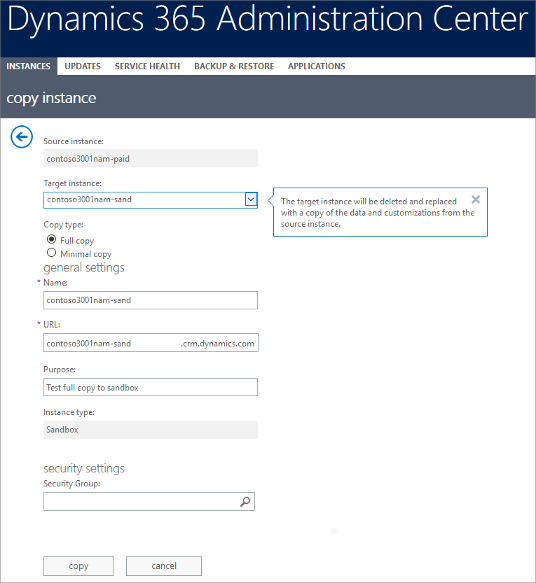 Dynamics 365 Administration Center
INSTANCES UPDATES SERVICE HEALTH BACKUP & RESTORE APPLICATIONS
copy instance
Source instance:
contoso3001nam-paid
Target instance:
contoso3001nam-sand
The target instance will be deleted and replaced
with a copy of the data and customizations from the
source instance.
Copy type:
Full copy
Minimal copy
general settings
* Name:
contoso3001nam-sand
* URL:
contoso3001nam-sand .crm.dynamics.com
Purpose:
Test full copy to sandbox
Instance type:
Sandbox
security settings
Security Group:
copy cancel